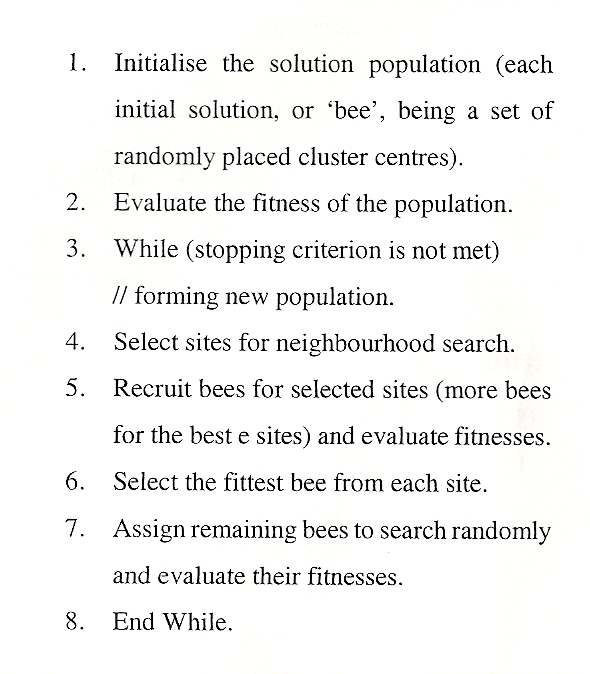 1. Initialise the solution population (each
initial solution, or ‘bee’, being a set of
randomly placed cluster centres).
2. Evaluate the fitness of the population.
3. While (stopping criterion is not met)
// forming new population.
4. Select sites for neighbourhood search.
5. Recruit bees for selected sites (more bees
for the best e sites) and evaluate fitnesses.
6. Select the fittest bee from each site.
7. Assign remaining bees to search randomly
and evaluate their fitnesses.
8. End While.